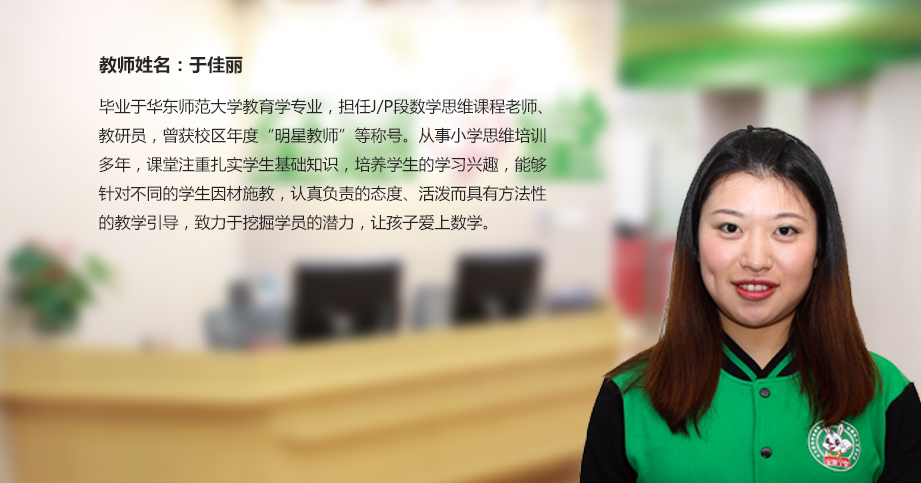 教师姓名：于佳丽
毕业于华东师范大学教育学专业，担任J/P段数学思维课程老师、
教研员，曾获校区年度“明星教师”等称号。从事小学思维培训
多年，课堂注重扎实学生基础知识，培养学生的学习兴趣，能够
针对不同的学生因材施教，认真负责的态度、活泼而具有方法性
的教学引导，致力于挖掘学员的潜力，让孩子爱上数学。